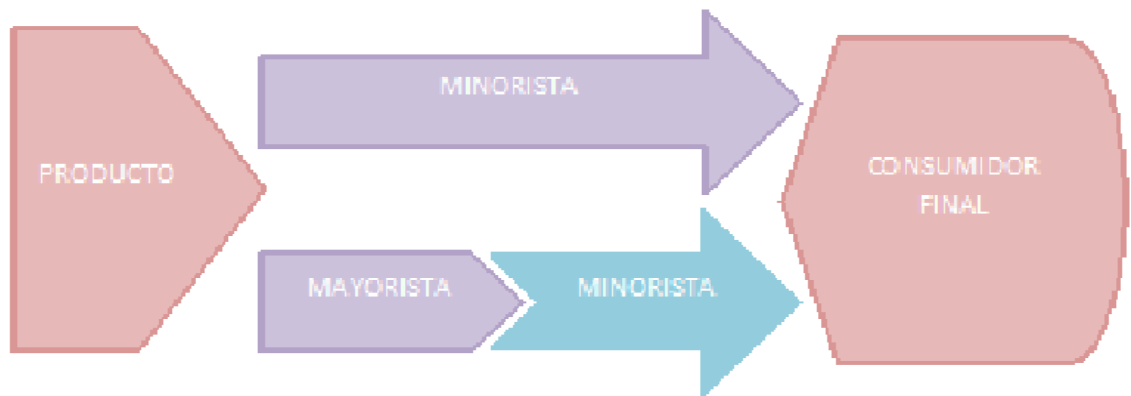 PRODUCTO
MINORISTA
MAYORISTA
MINORISTA
CONSUMIDOR
FINAL